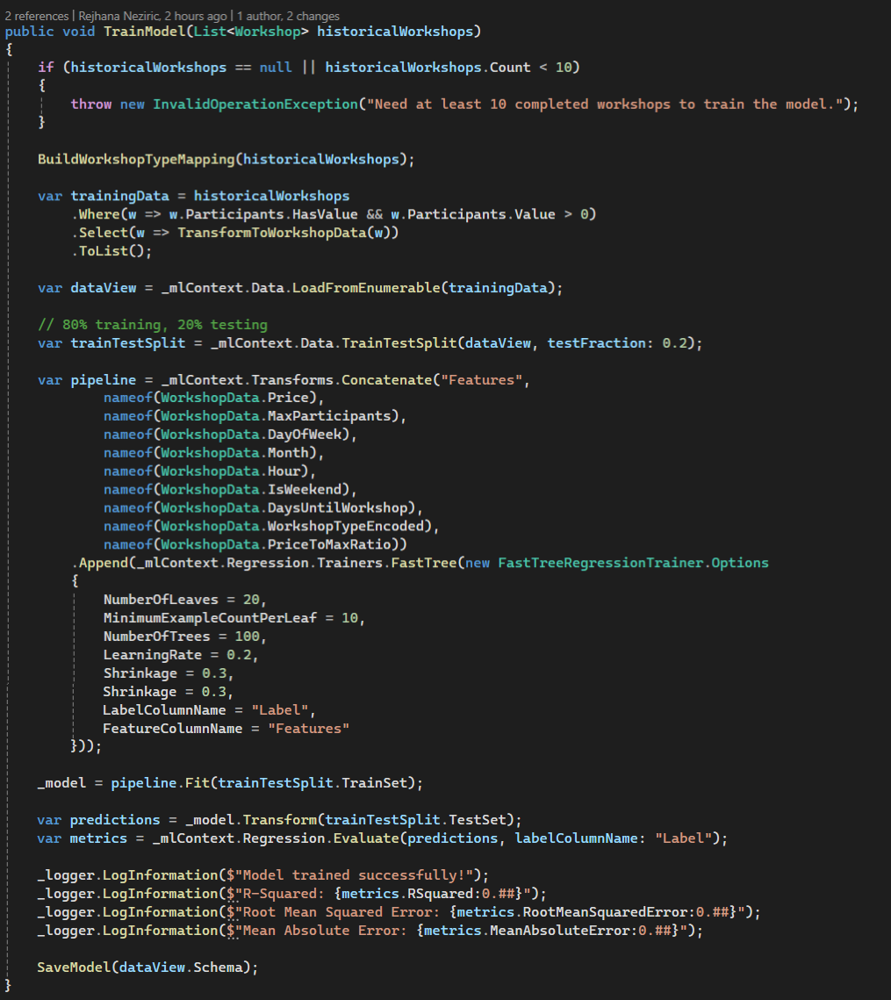 2 references | Rejhana Neziric, 2 hours ago | 1 author, 2 changes
public void TrainModel(List<Workshop> historicalWorkshops)
{
    if (historicalWorkshops == null || historicalWorkshops.Count < 10)
    {
        throw new InvalidOperationException("Need at least 10 completed workshops to train the model.");
    }

    BuildWorkshopTypeMapping(historicalWorkshops);

    var trainingData = historicalWorkshops
        .Where(w => w.Participants.HasValue && w.Participants.Value > 0)
        .Select(w => TransformToWorkshopData(w))
        .ToList();

    var dataView = _mlContext.Data.LoadFromEnumerable(trainingData);

    // 80% training, 20% testing
    var trainTestSplit = _mlContext.Data.TrainTestSplit(dataView, testFraction: 0.2);

    var pipeline = _mlContext.Transforms.Concatenate("Features",
            nameof(WorkshopData.Price),
            nameof(WorkshopData.MaxParticipants),
            nameof(WorkshopData.DayOfWeek),
            nameof(WorkshopData.Month),
            nameof(WorkshopData.Hour),
            nameof(WorkshopData.IsWeekend),
            nameof(WorkshopData.DaysUntilWorkshop),
            nameof(WorkshopData.WorkshopTypeEncoded),
            nameof(WorkshopData.PriceToMaxRatio))
        .Append(_mlContext.Regression.Trainers.FastTree(new FastTreeRegressionTrainer.Options
        {
            NumberOfLeaves = 20,
            MinimumExampleCountPerLeaf = 10,
            NumberOfTrees = 100,
            LearningRate = 0.2,
            Shrinkage = 0.3,
            Shrinkage = 0.3,
            LabelColumnName = "Label",
            FeatureColumnName = "Features"
        }));

    _model = pipeline.Fit(trainTestSplit.TrainSet);

    var predictions = _model.Transform(trainTestSplit.TestSet);
    var metrics = _mlContext.Regression.Evaluate(predictions, labelColumnName: "Label");

    _logger.LogInformation($"Model trained successfully!");
    _logger.LogInformation($"R-Squared: {metrics.RSquared:0.##}");
    _logger.LogInformation($"Root Mean Squared Error: {metrics.RootMeanSquaredError:0.##}");
    _logger.LogInformation($"Mean Absolute Error: {metrics.MeanAbsoluteError:0.##}");

    SaveModel(dataView.Schema);
}